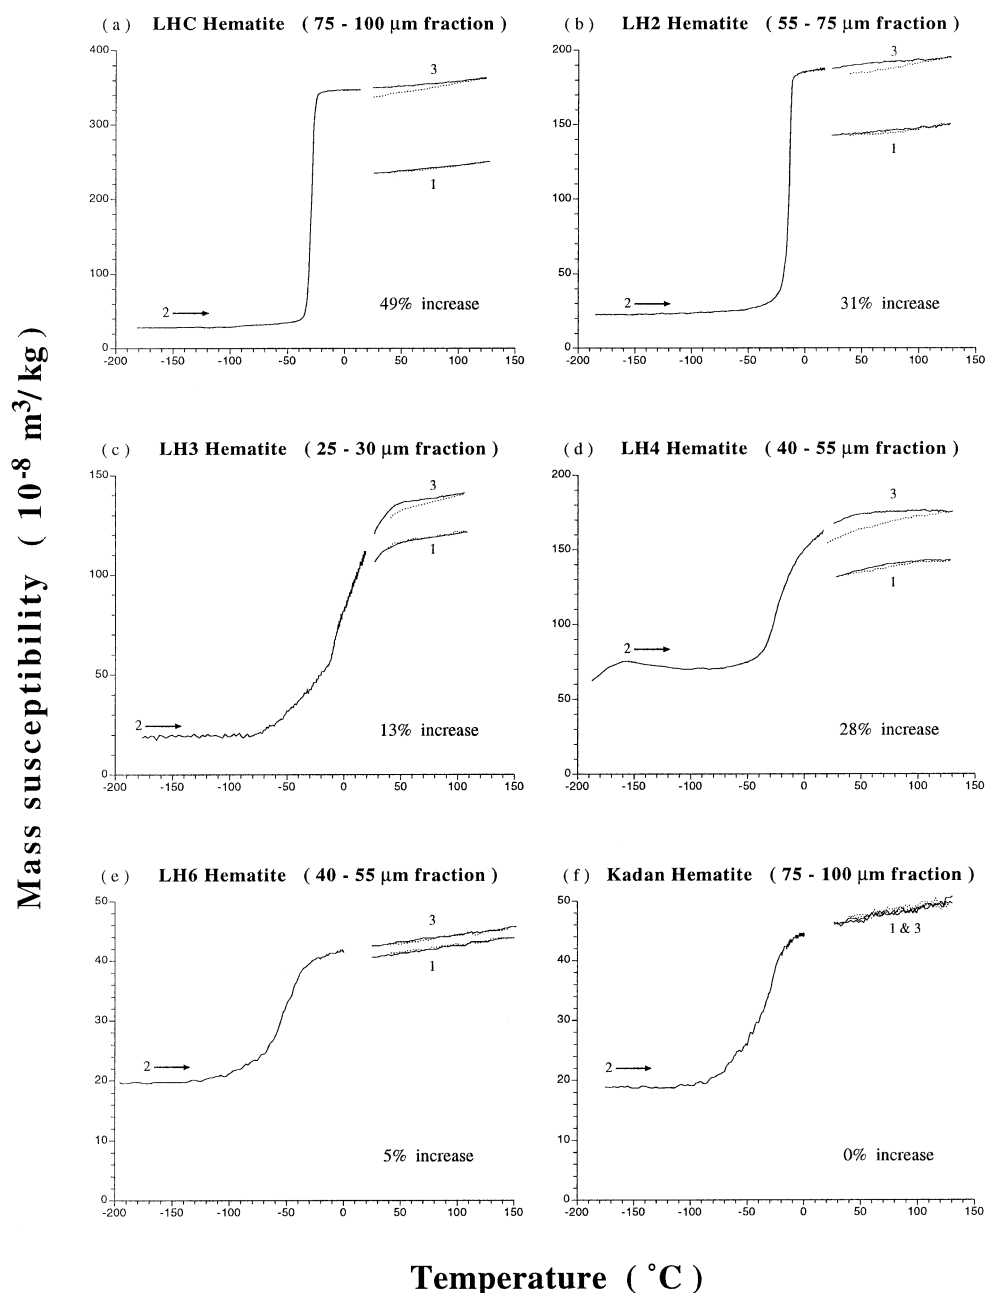 (a) LHC Hematite (75 - 100 µm fraction)
400
300
200
100
0
-200 -150 -100 -50 0 50 100 150
3
1
2
49% increase
(b) LH2 Hematite (55 - 75 µm fraction)
200
150
100
50
0
-200 -150 -100 -50 0 50 100 150
3
1
2
31% increase
(c) LH3 Hematite (25 - 30 µm fraction)
150
100
50
0
-200 -150 -100 -50 0 50 100 150
3
1
2
13% increase
(d) LH4 Hematite (40 - 55 µm fraction)
200
150
100
50
0
-200 -150 -100 -50 0 50 100 150
3
1
2
28% increase
(e) LH6 Hematite (40 - 55 µm fraction)
50
40
30
20
10
0
-200 -150 -100 -50 0 50 100 150
3
1
2
5% increase
(f) Kadan Hematite (75 - 100 µm fraction)
50
40
30
20
10
0
-200 -150 -100 -50 0 50 100 150
1 & 3
2
0% increase
Mass susceptibility (10⁻⁸ m³/kg)
Temperature (˚C)